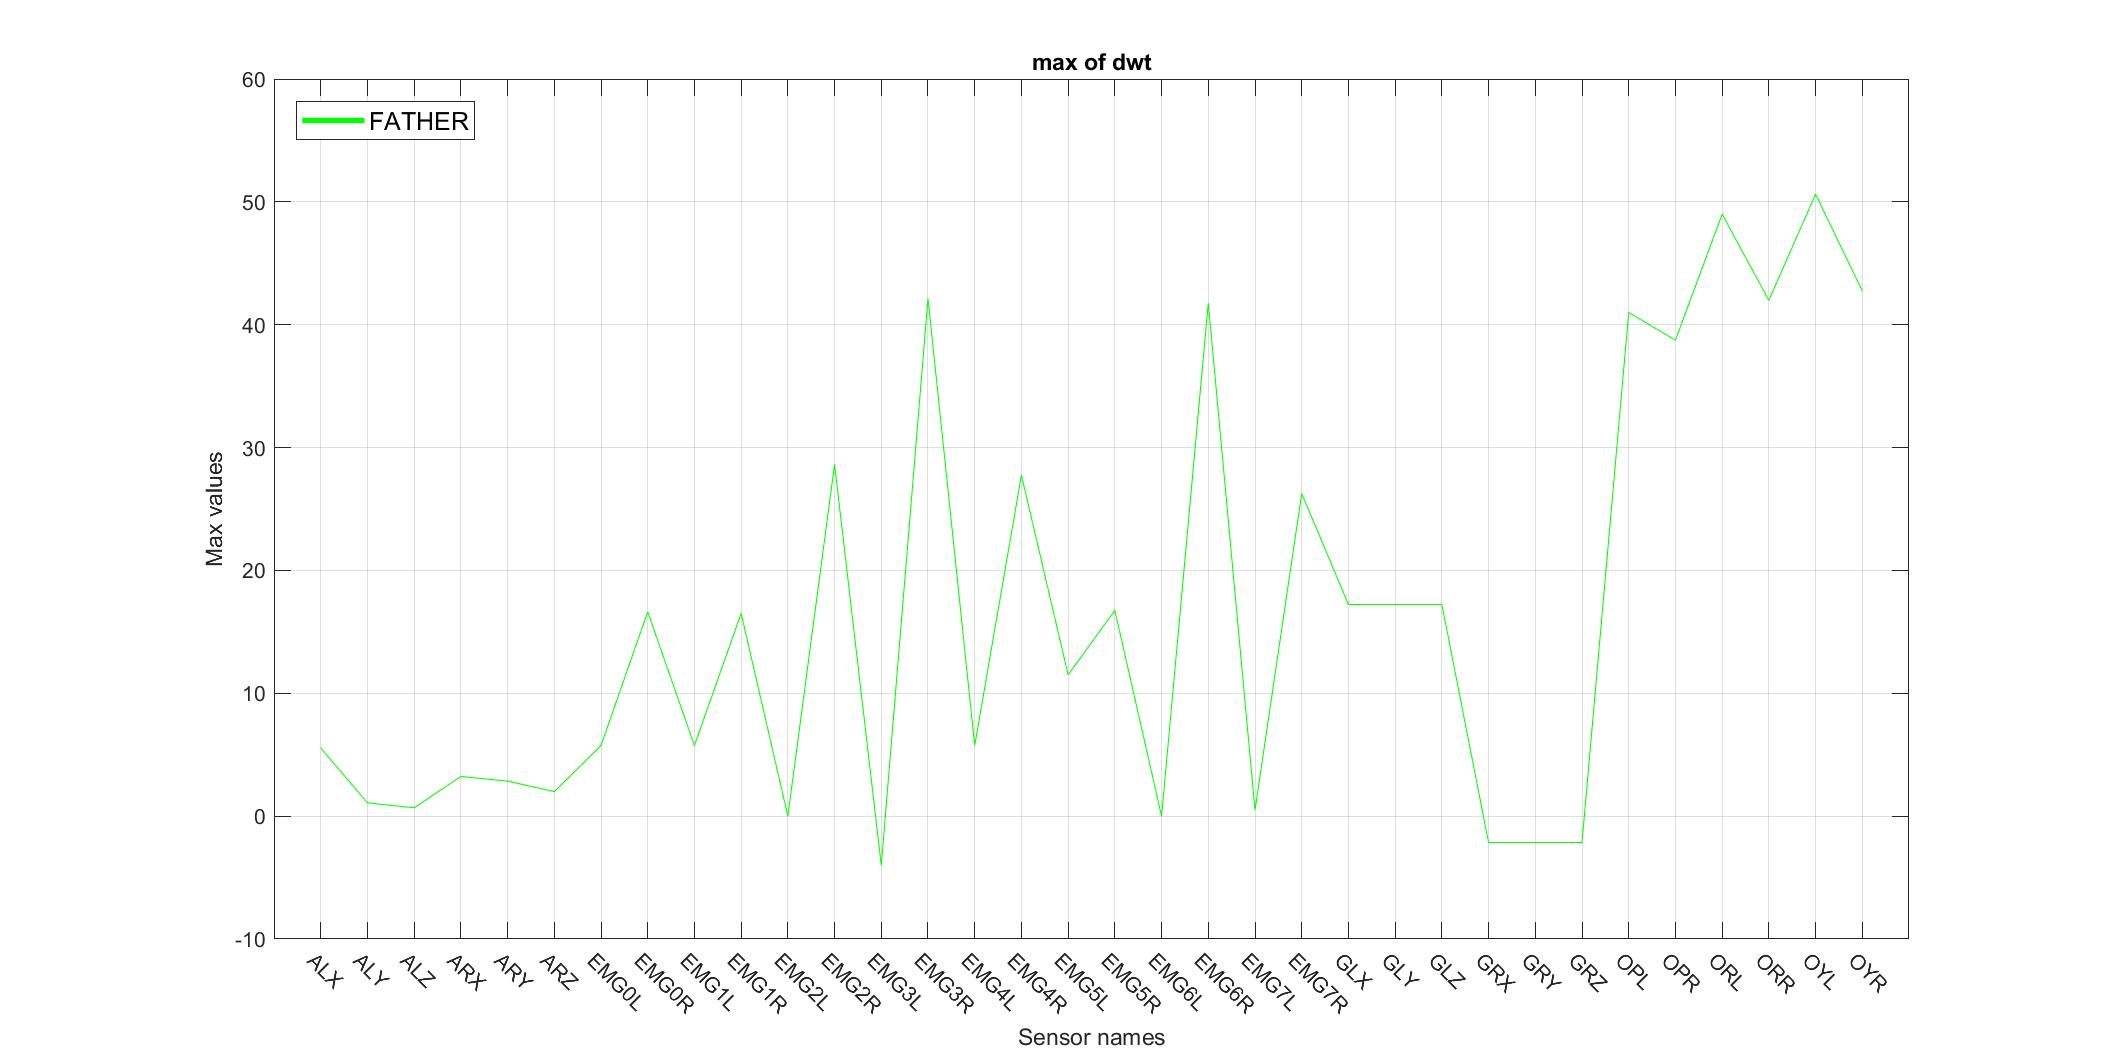 max of dwt
60
FATHER
50
40
30
20
10
0
-10
Max values
ALX
ALY
ALZ
ARX
ARY
ARZ
EMG0L
EMG0R
EMG1L
EMG1R
EMG2L
EMG2R
EMG3L
EMG3R
EMG4L
EMG4R
EMG5L
EMG5R
EMG6L
EMG6R
EMG7L
EMG7R
GLX
GLY
GLZ
GRX
GRY
GRZ
OPL
OPR
ORL
ORR
OYL
OYR
Sensor names